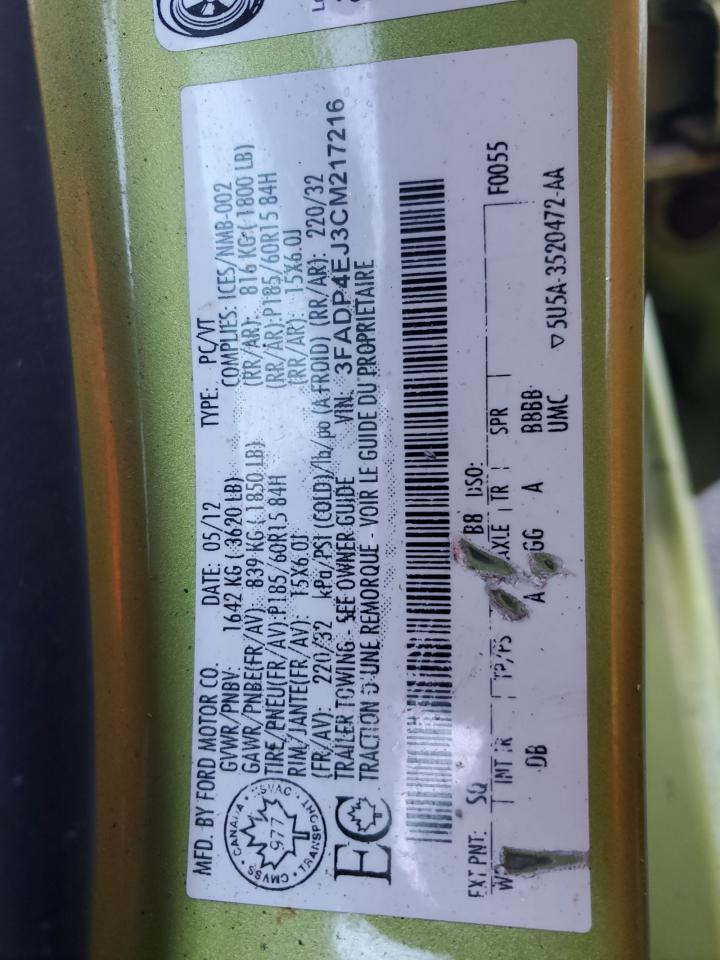 MFD. BY FORD MOTOR CO. DATE: 05/12 TYPE: PC/VT
GVWR/PNBV: 1642 KG ( 3620 LB) COMPLIES: ICES/NMB-002
GAWR/PNBE(FR/AV) 839 KG ( 1850 LB) (RR/AR): 816 KG ( 1800 LB)
TIRE/PNEU(FR/AV):P185/60R15 84H (RR/AR):P185/60R15 84H
RIM/JANTE(FR/AV): 15X6.0J (RR/AR): 15X6.0J
(FR/AV): 220/32 kPa/PSI (COLD)/lb/po (A FROID) (RR/AR): 220/32
TRAILER TOWING - SEE OWNER GUIDE VIN: 3FADP4EJ3CM217216
TRACTION D'UNE REMORQUE - VOIR LE GUIDE DU PROPRIETAIRE
CANADA SVAC TRANSPORT CMVSS
977
EC
EXT PNT: SQ BB DSO: F0055
INT TR TP/PS AXLE TR SPR
DB A GG A BBBB
UMC
5U5A-3520472-AA